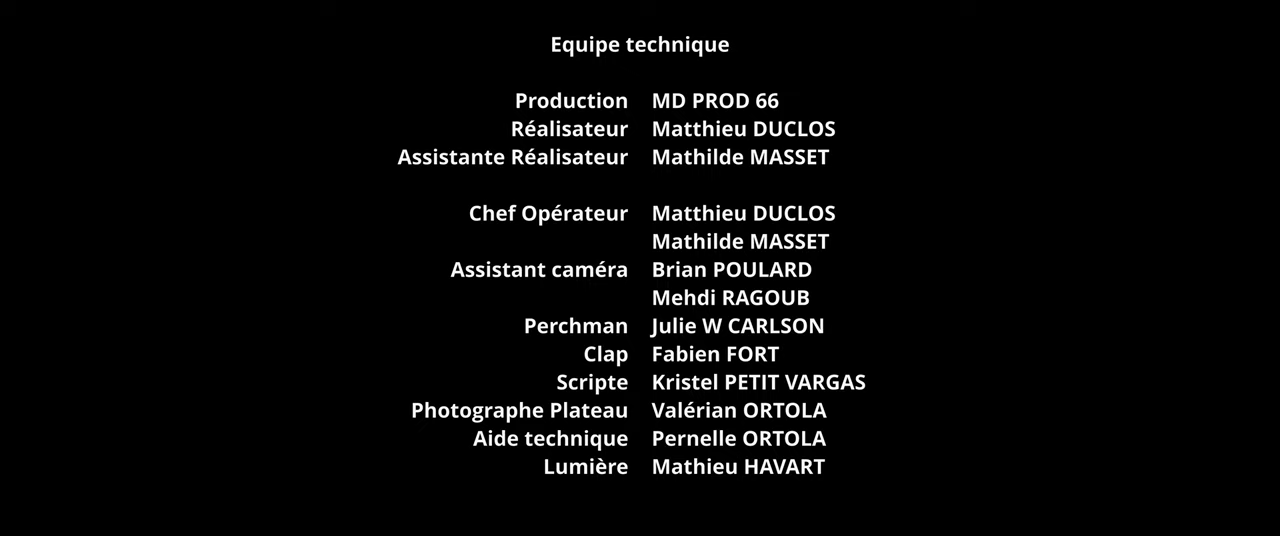 Equipe technique
Production MD PROD 66
Réalisateur Matthieu DUCLOS
Assistante Réalisateur Mathilde MASSET
Chef Opérateur Matthieu DUCLOS
Mathilde MASSET
Assistant caméra Brian POULARD
Mehdi RAGOUB
Perchman Julie W CARLSON
Clap Fabien FORT
Scripte Kristel PETIT VARGAS
Photographe Plateau Valérian ORTOLA
Aide technique Pernelle ORTOLA
Lumière Mathieu HAVART